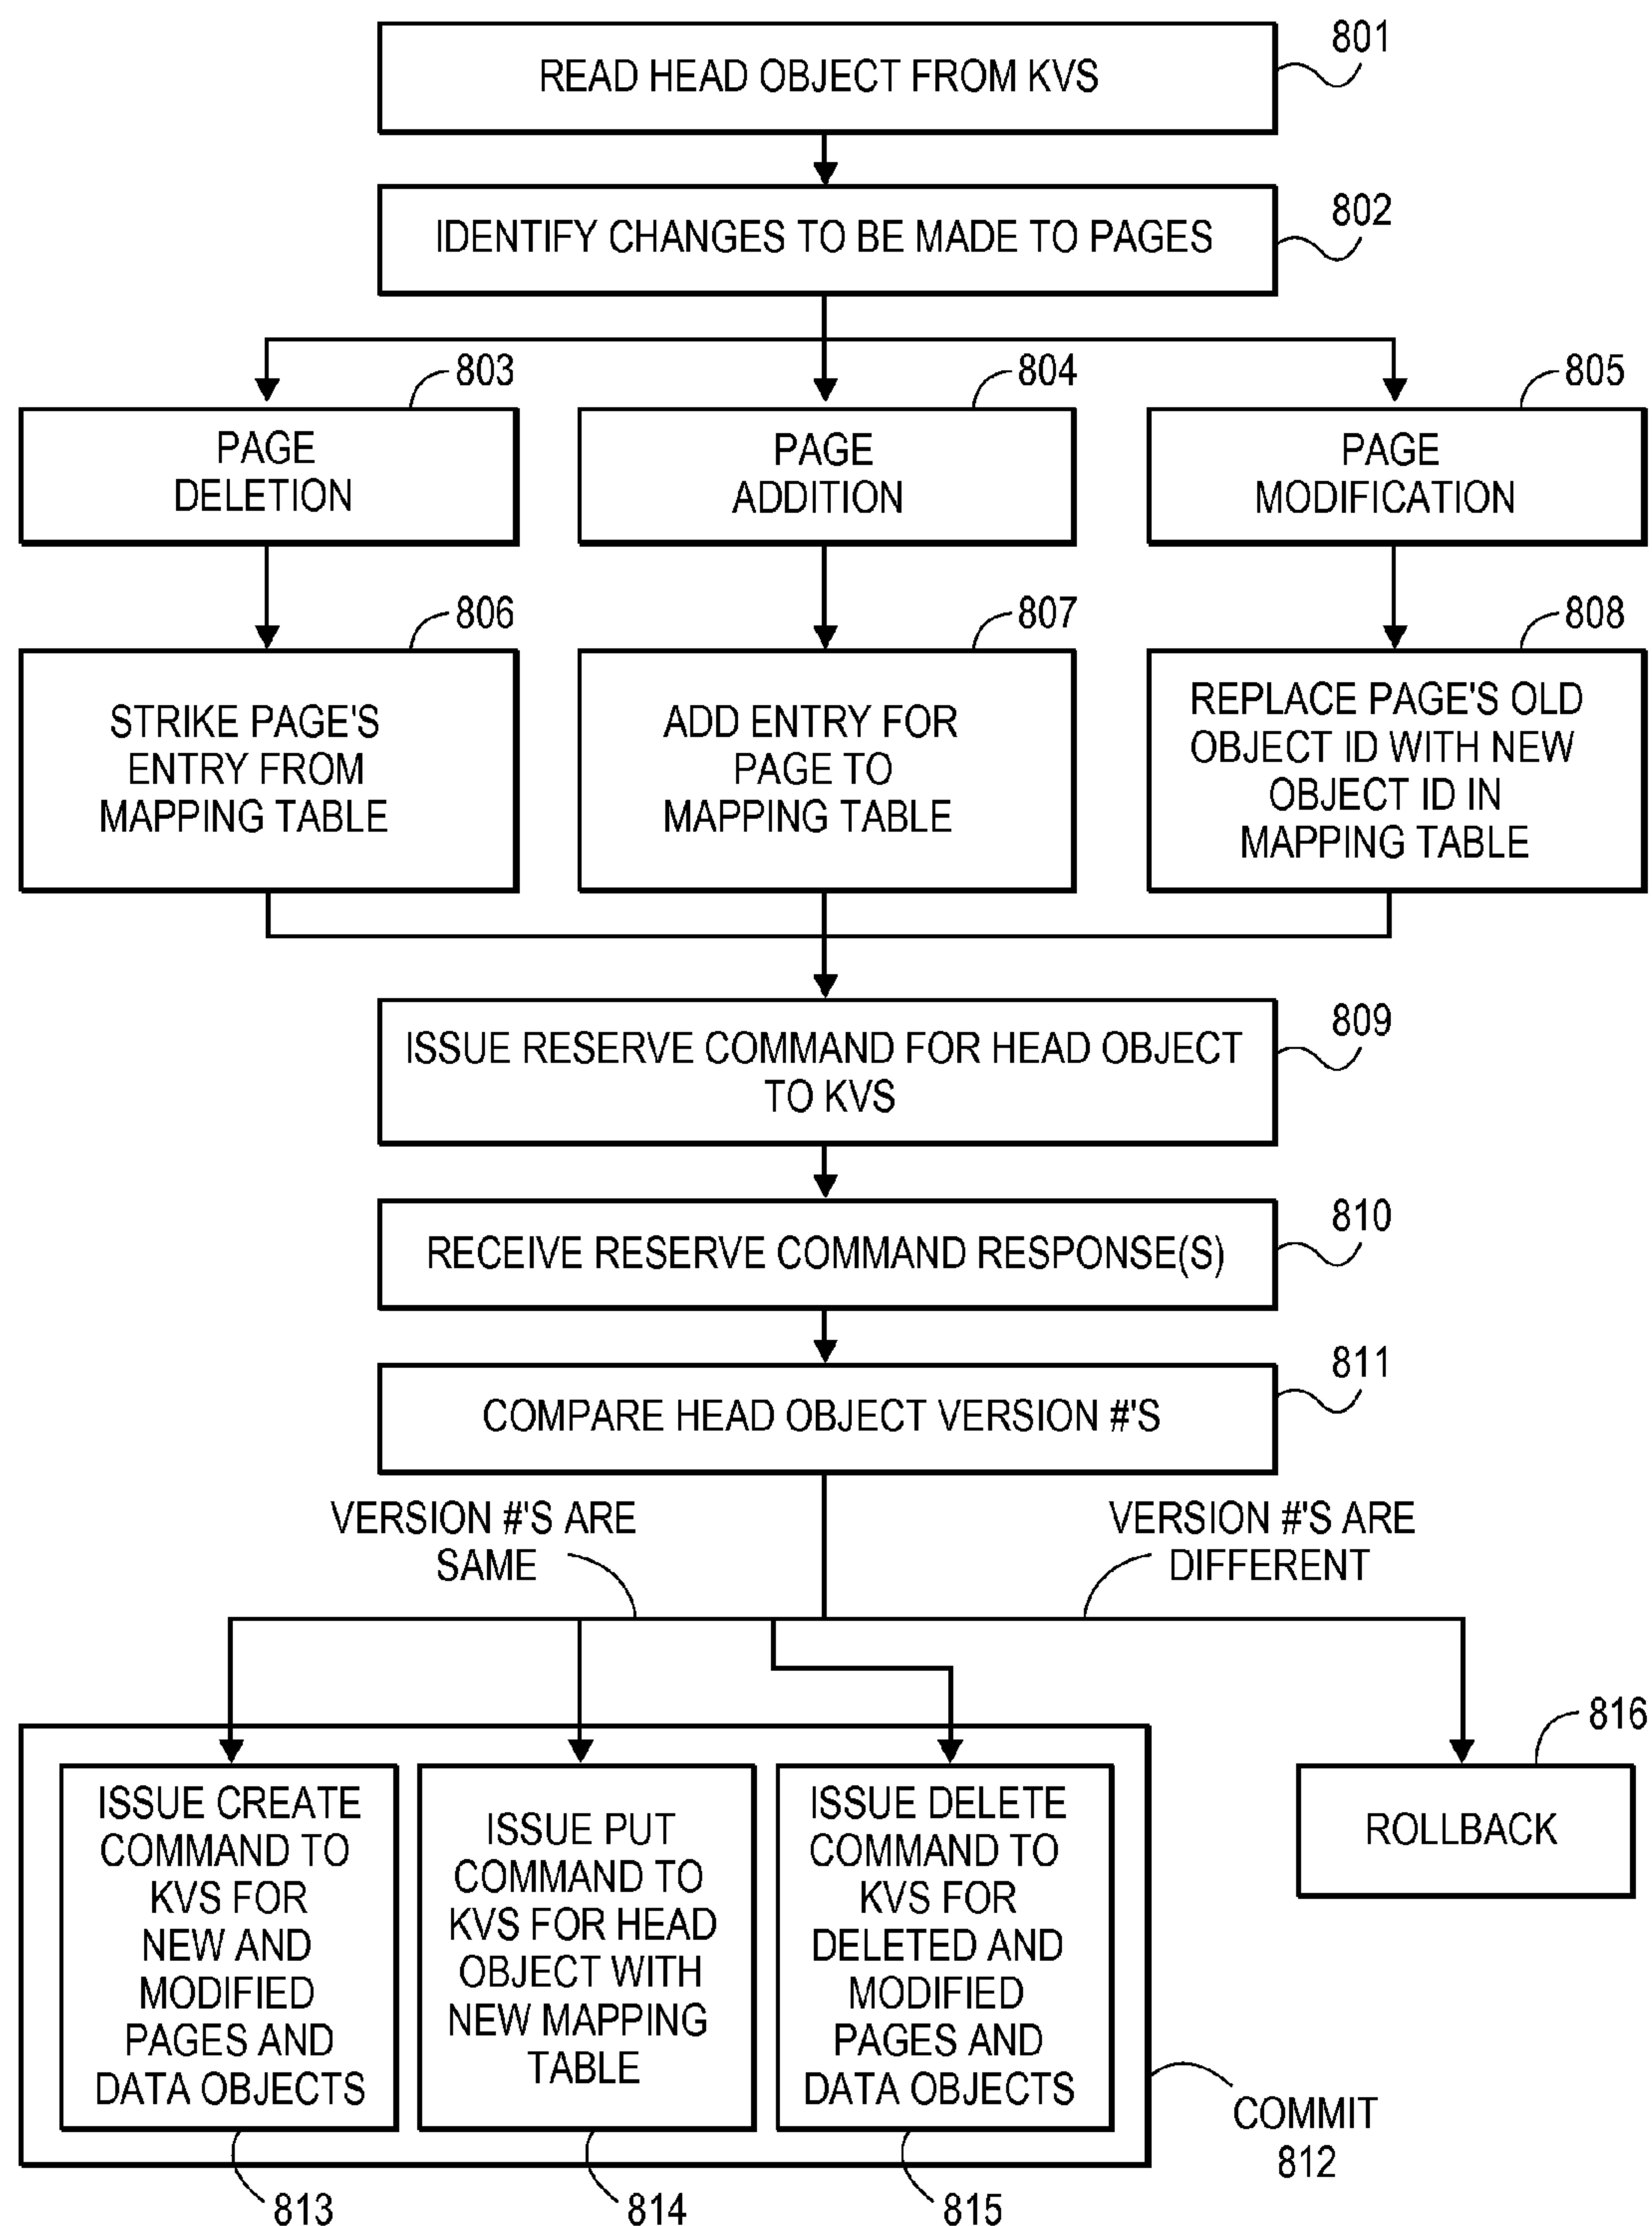 801
READ HEAD OBJECT FROM KVS
802
IDENTIFY CHANGES TO BE MADE TO PAGES
803
PAGE
DELETION
804
PAGE
ADDITION
805
PAGE
MODIFICATION
806
STRIKE PAGE'S
ENTRY FROM
MAPPING TABLE
807
ADD ENTRY FOR
PAGE TO
MAPPING TABLE
808
REPLACE PAGE'S OLD
OBJECT ID WITH NEW
OBJECT ID IN
MAPPING TABLE
809
ISSUE RESERVE COMMAND FOR HEAD OBJECT
TO KVS
810
RECEIVE RESERVE COMMAND RESPONSE(S)
811
COMPARE HEAD OBJECT VERSION #'S
VERSION #'S ARE
SAME
VERSION #'S ARE
DIFFERENT
ISSUE CREATE
COMMAND TO
KVS FOR
NEW AND
MODIFIED
PAGES AND
DATA OBJECTS
813
ISSUE PUT
COMMAND TO
KVS FOR HEAD
OBJECT WITH
NEW MAPPING
TABLE
814
ISSUE DELETE
COMMAND TO
KVS FOR
DELETED AND
MODIFIED
PAGES AND
DATA OBJECTS
815
COMMIT
812
816
ROLLBACK